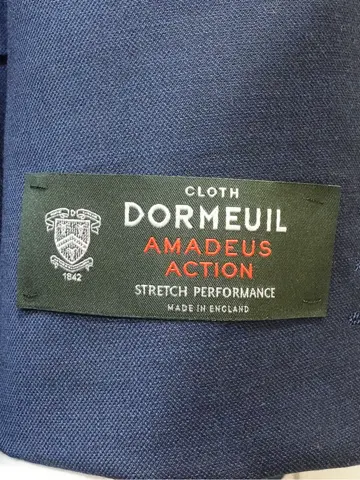 CLOTH
DORMEUIL
AMADEUS
ACTION
STRETCH PERFORMANCE
MADE IN ENGLAND
D
1842